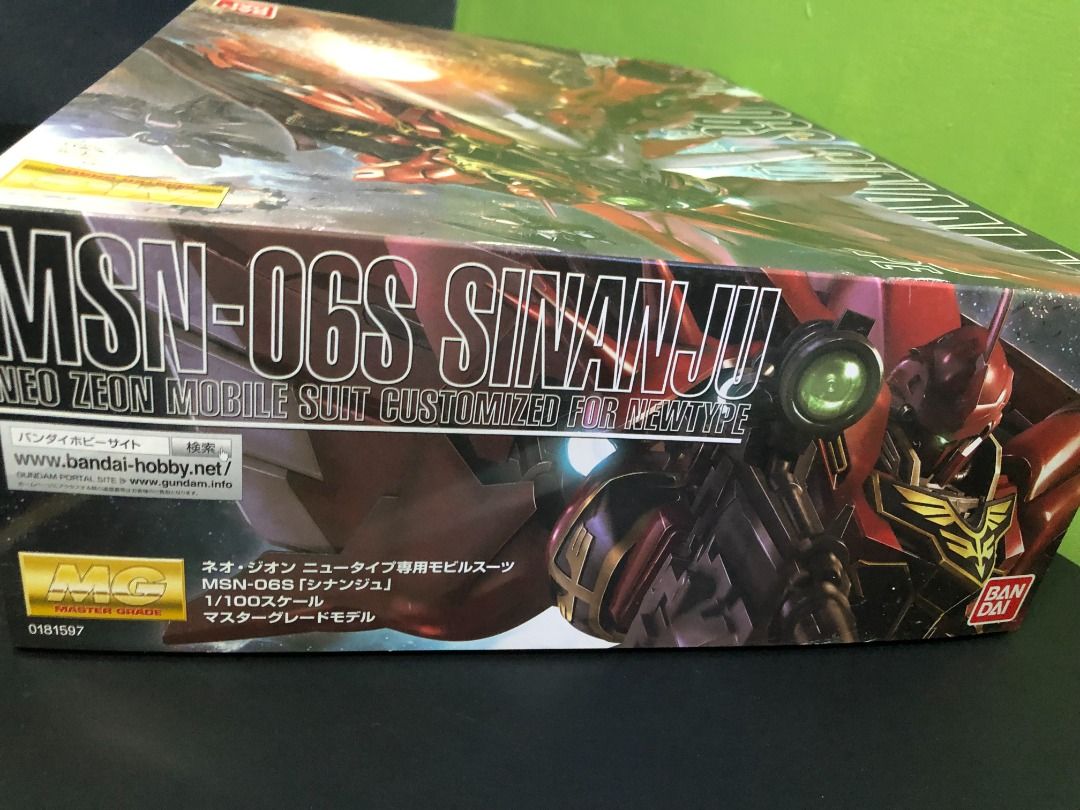 MSN-06S SINANJU
NEO ZEON MOBILE SUIT CUSTOMIZED FOR NEWTYPE
バンダイホビーサイト 検索
www.bandai-hobby.net/
GUNDAM PORTAL SITE www.gundam.info
MG
MASTER GRADE
0181597
ネオ・ジオン ニュータイプ専用モビルスーツ
MSN-06S「シナンジュ」
1/100スケール
マスターグレードモデル
BAN
DAI